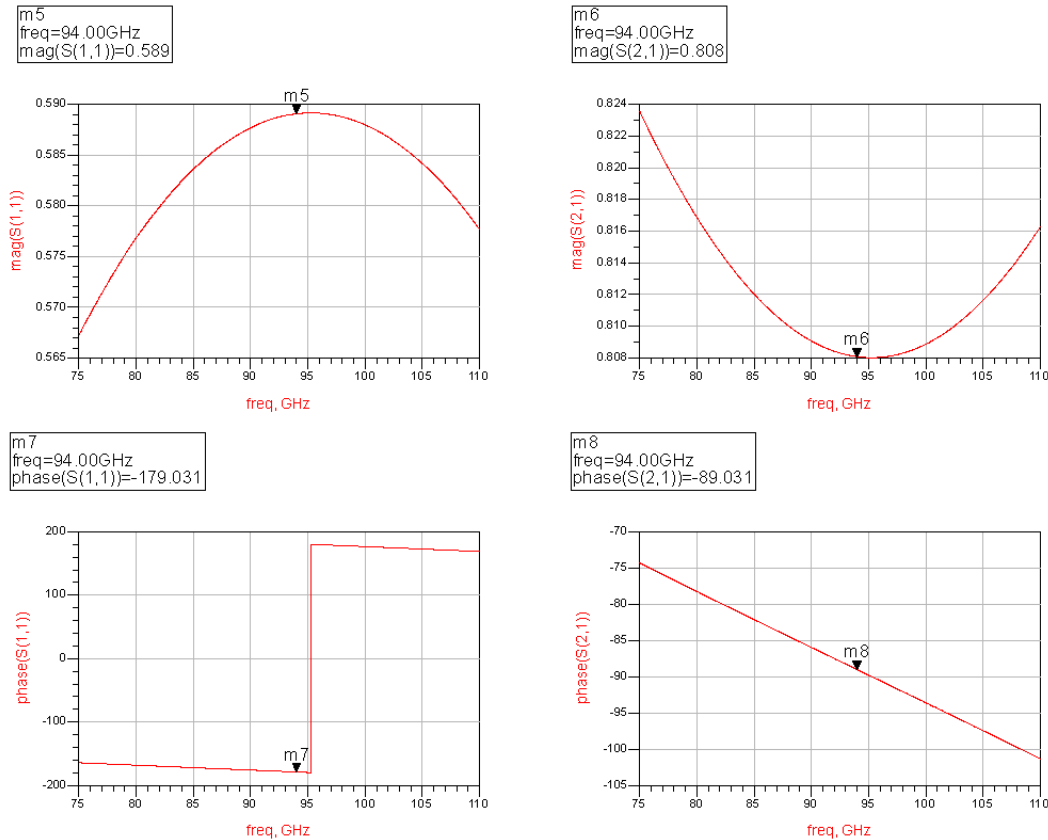 m5
freq=94.00GHz
mag(S(1,1))=0.589
m5
0.590
0.585
0.580
0.575
0.570
0.565
mag(S(1,1))
75 80 85 90 95 100 105 110
freq, GHz
m6
freq=94.00GHz
mag(S(2,1))=0.808
m6
0.824
0.822
0.820
0.818
0.816
0.814
0.812
0.810
0.808
mag(S(2,1))
75 80 85 90 95 100 105 110
freq, GHz
m7
freq=94.00GHz
phase(S(1,1))=-179.031
m7
200
100
0
-100
-200
phase(S(1,1))
75 80 85 90 95 100 105 110
freq, GHz
m8
freq=94.00GHz
phase(S(2,1))=-89.031
m8
-70
-75
-80
-85
-90
-95
-100
-105
phase(S(2,1))
75 80 85 90 95 100 105 110
freq, GHz